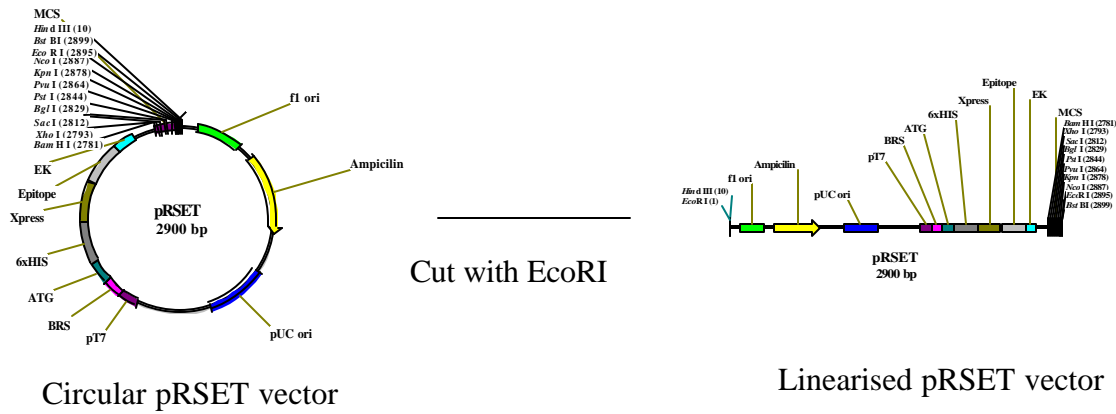 MCS
Hind III (10)
Bst BI (2899)
Eco R I (2895)
Nco I (2887)
Kpn I (2878)
Pvu I (2864)
Pst I (2844)
Bgl I (2829)
Sac I (2812)
Xho I (2793)
Bam H I (2781)
EK
Epitope
Xpress
6xHIS
ATG
BRS
pT7
f1 ori
Ampicilin
pUC ori
pRSET
2900 bp
Circular pRSET vector
Cut with EcoRI
Hind III (10)
EcoR I (1)
f1 ori
Ampicilin
pUC ori
pT7
BRS
ATG
6xHIS
Xpress
Epitope
EK
MCS
Bam H I (2781)
Xho I (2793)
Sac I (2812)
Bgl I (2829)
Pst I (2844)
Pvu I (2864)
Kpn I (2878)
Nco I (2887)
EcoR I (2895)
Bst BI (2899)
pRSET
2900 bp
Linearised pRSET vector